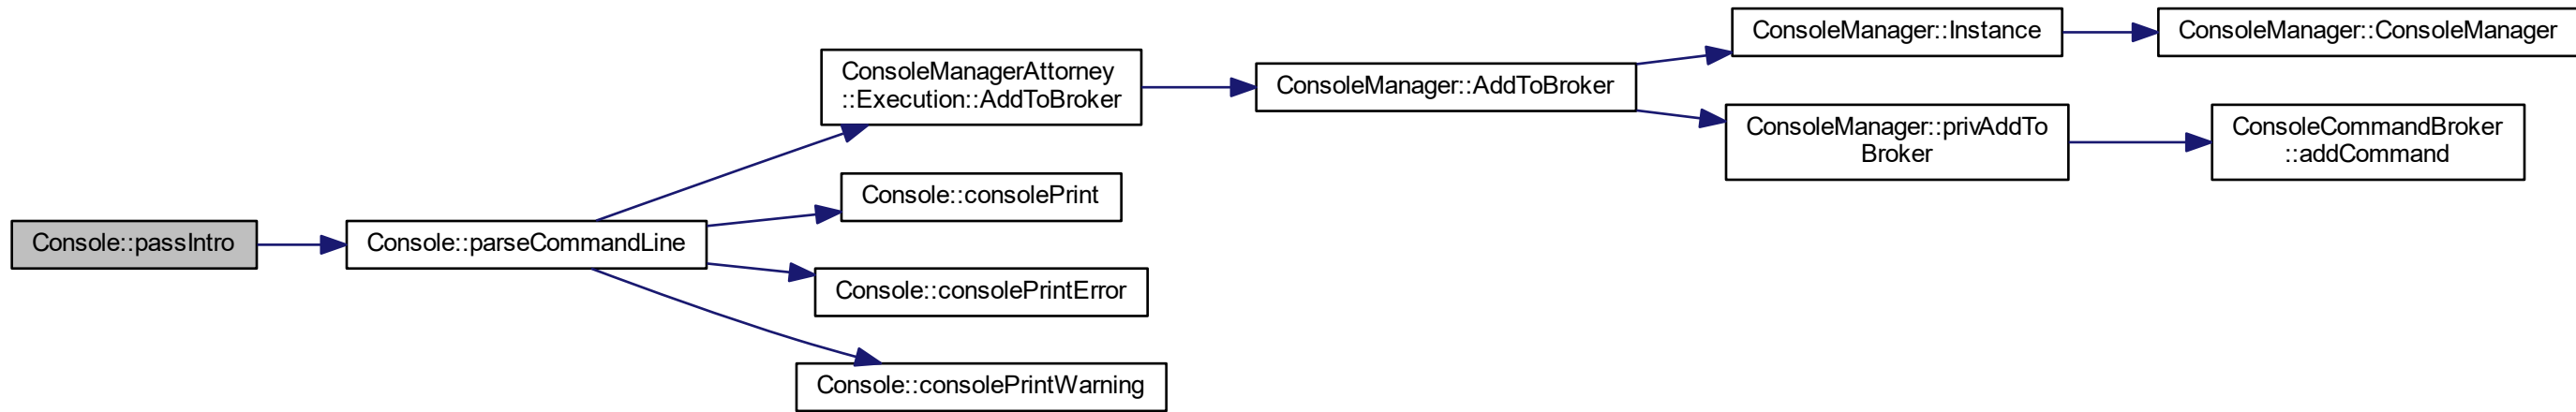 Console::passIntro
Console::parseCommandLine
ConsoleManagerAttorney
::Execution::AddToBroker
Console::consolePrint
Console::consolePrintError
Console::consolePrintWarning
ConsoleManager::AddToBroker
ConsoleManager::Instance
ConsoleManager::privAddTo
Broker
ConsoleManager::ConsoleManager
ConsoleCommandBroker
::addCommand